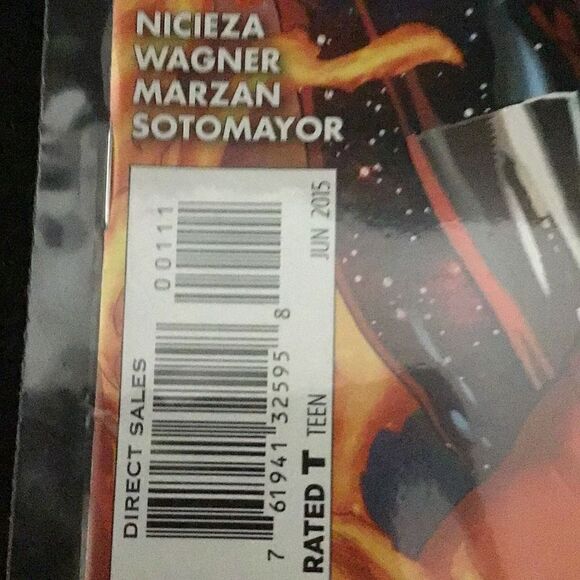 NICIEZA
WAGNER
MARZAN
SOTOMAYOR
DIRECT SALES
00111
7 61941 32595 8
RATED T TEEN
JUN 2015